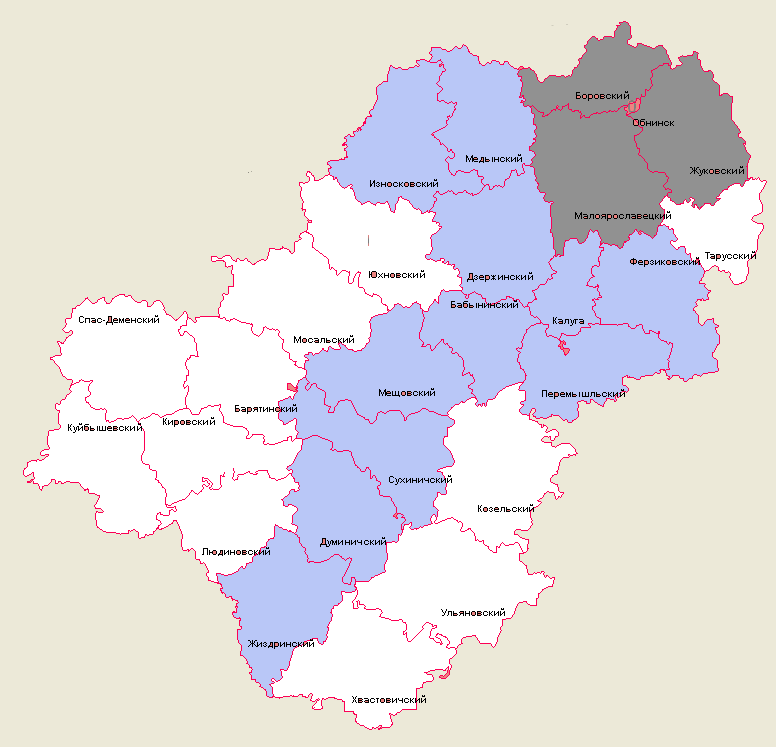 Боровский
Обнинск
Медынский
Жуковский
Износковский
Малоярославецкий
Тарусский
Ферзиковский
Юхновский
Дзержинский
Бабынинский
Спас-Деменский
Калуга
Мосальский
Мещовский
Перемышльский
Барятинский
Кировский
Куйбышевский
Сухиничский
Козельский
Думиничский
Людиновский
Ульяновский
Жиздринский
Хвастовичский